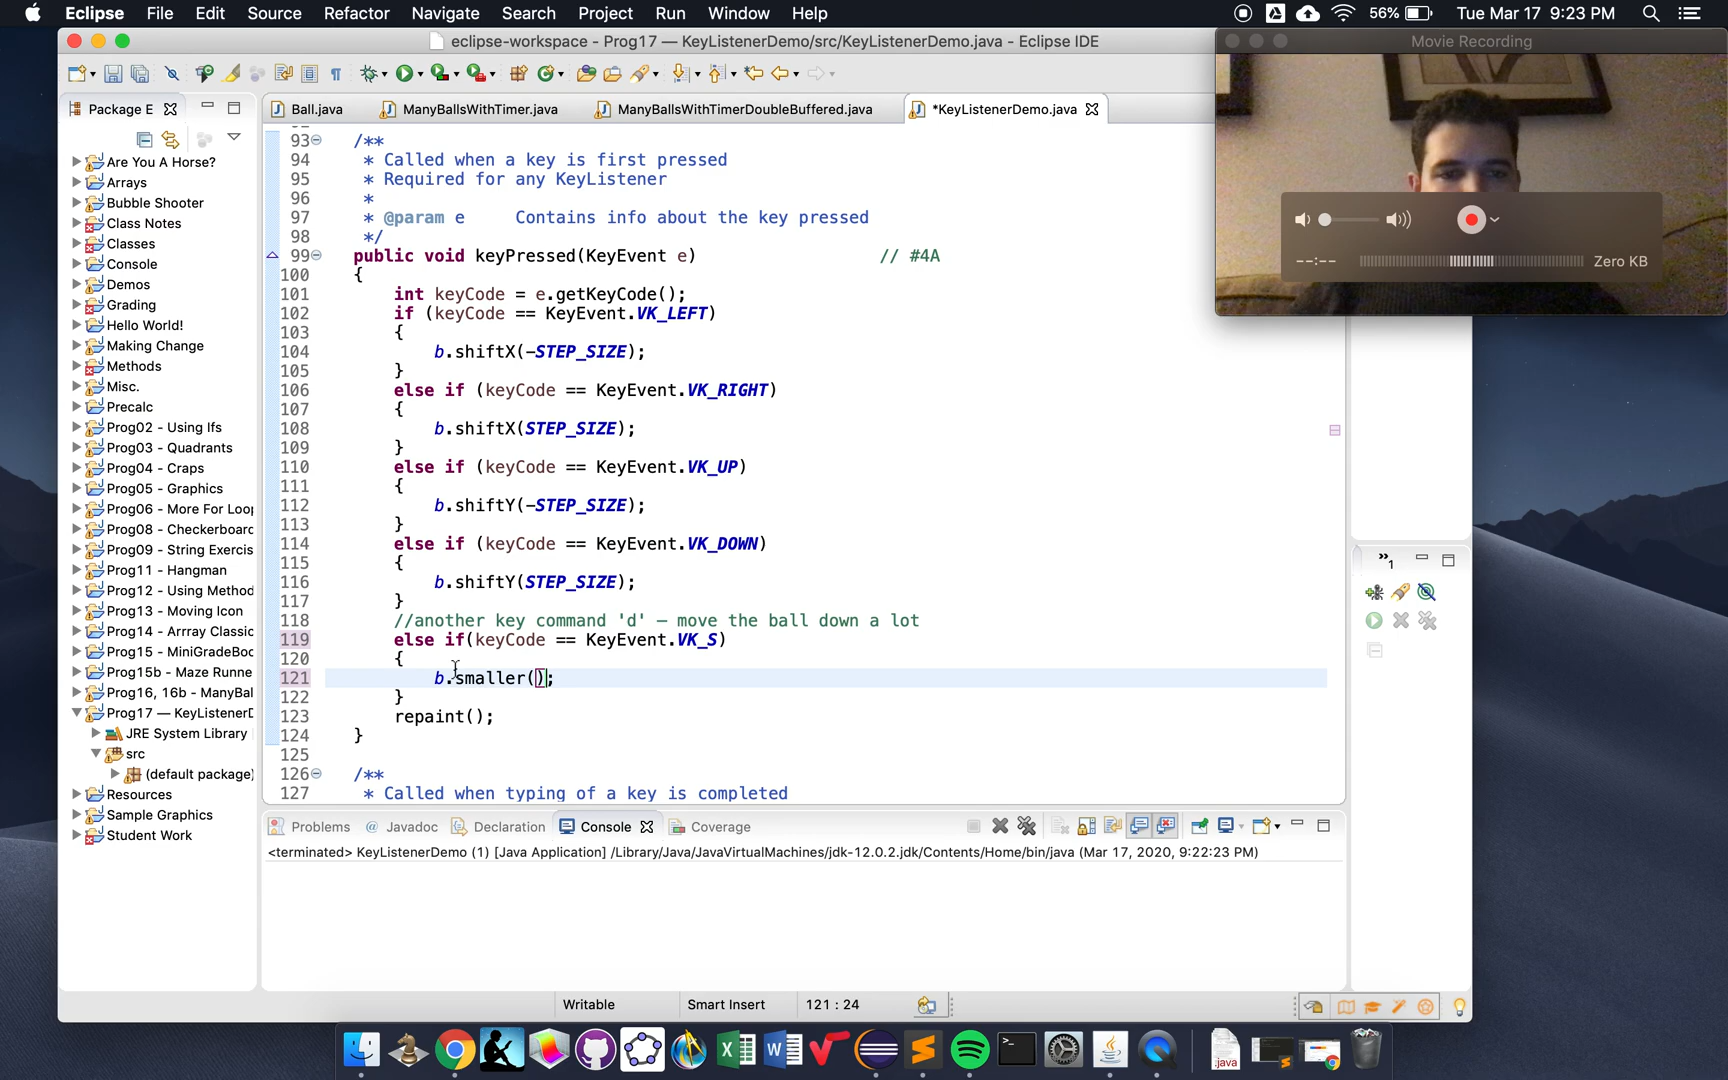 Eclipse File Edit Source Refactor Navigate Search Project Run Window Help
56% Tue Mar 17 9:23 PM
eclipse-workspace - Prog17 — KeyListenerDemo/src/KeyListenerDemo.java - Eclipse IDE
Movie Recording
Package E
Ball.java ManyBallsWithTimer.java ManyBallsWithTimerDoubleBuffered.java *KeyListenerDemo.java
Are You A Horse?
Arrays
Bubble Shooter
Class Notes
Classes
Console
Demos
Grading
Hello World!
Making Change
Methods
Misc.
Precalc
Prog02 - Using Ifs
Prog03 - Quadrants
Prog04 - Craps
Prog05 - Graphics
Prog06 - More For Loop
Prog08 - Checkerboarc
Prog09 - String Exercis
Prog11 - Hangman
Prog12 - Using Method
Prog13 - Moving Icon
Prog14 - Arrray Classic
Prog15 - MiniGradeBoc
Prog15b - Maze Runne
Prog16, 16b - ManyBal
Prog17 — KeyListenerD
JRE System Library
src
(default package)
Resources
Sample Graphics
Student Work
93 /**
94 * Called when a key is first pressed
95 * Required for any KeyListener
96 *
97 * @param e Contains info about the key pressed
98 */
99 public void keyPressed(KeyEvent e) // #4A
100 {
101 int keyCode = e.getKeyCode();
102 if (keyCode == KeyEvent.VK_LEFT)
103 {
104 b.shiftX(-STEP_SIZE);
105 }
106 else if (keyCode == KeyEvent.VK_RIGHT)
107 {
108 b.shiftX(STEP_SIZE);
109 }
110 else if (keyCode == KeyEvent.VK_UP)
111 {
112 b.shiftY(-STEP_SIZE);
113 }
114 else if (keyCode == KeyEvent.VK_DOWN)
115 {
116 b.shiftY(STEP_SIZE);
117 }
118 //another key command 'd' — move the ball down a lot
119 else if(keyCode == KeyEvent.VK_S)
120 {
121 b.smaller();
122 }
123 repaint();
124 }
125
126 /**
127 * Called when typing of a key is completed
--:-- Zero KB
»1
Problems @ Javadoc Declaration Console Coverage
<terminated> KeyListenerDemo (1) [Java Application] /Library/Java/JavaVirtualMachines/jdk-12.0.2.jdk/Contents/Home/bin/java (Mar 17, 2020, 9:22:23 PM)
Writable Smart Insert 121 : 24
.java